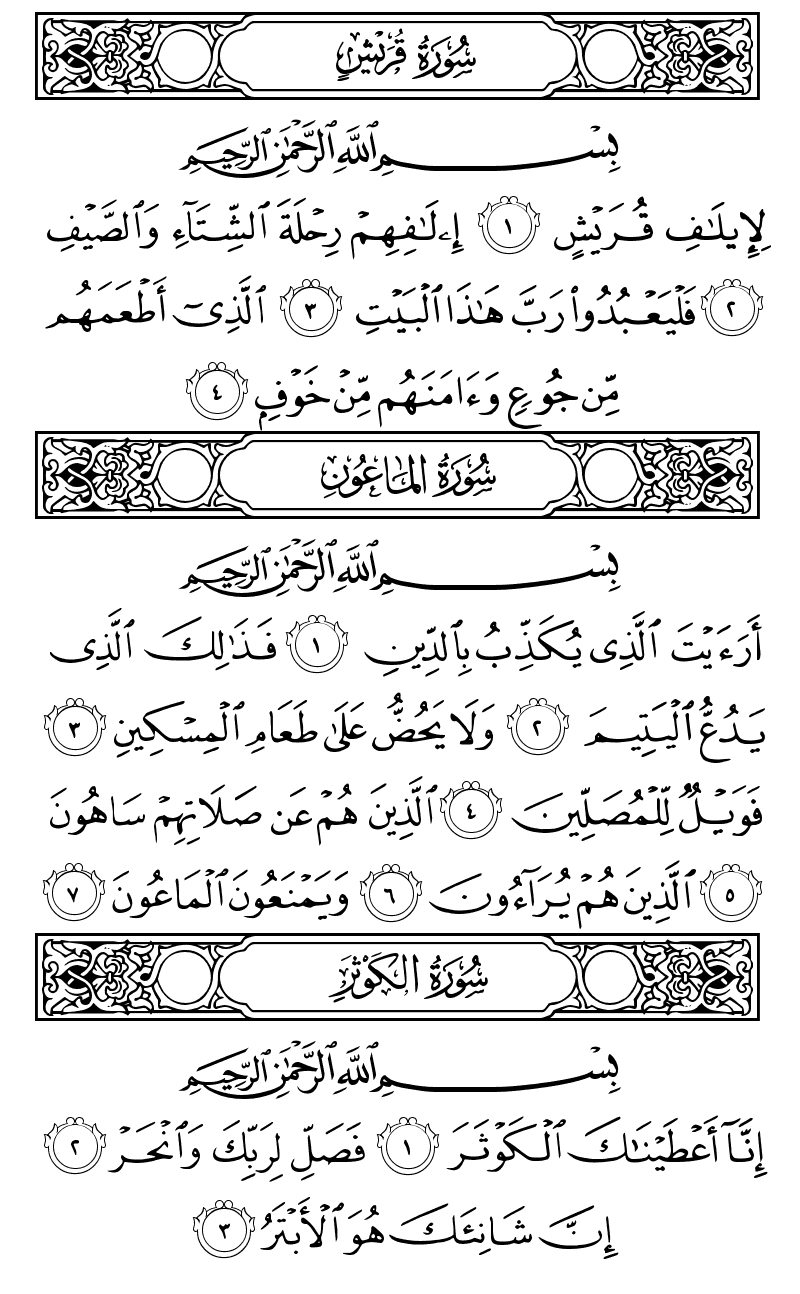 سُورَةُ قُرَيْشٍ
بِسْمِ ٱللَّهِ ٱلرَّحْمَٰنِ ٱلرَّحِيمِ
لِإِيلَٰفِ قُرَيْشٍ ١ إِۦلَٰفِهِمْ رِحْلَةَ ٱلشِّتَآءِ وَٱلصَّيْفِ
٢ فَلْيَعْبُدُوا۟ رَبَّ هَٰذَا ٱلْبَيْتِ ٣ ٱلَّذِىٓ أَطْعَمَهُم
مِّن جُوعٍ وَءَامَنَهُم مِّنْ خَوْفٍ ٤
سُورَةُ المَاعُونِ
بِسْمِ ٱللَّهِ ٱلرَّحْمَٰنِ ٱلرَّحِيمِ
أَرَءَيْتَ ٱلَّذِى يُكَذِّبُ بِٱلدِّينِ ١ فَذَٰلِكَ ٱلَّذِى
يَدُعُّ ٱلْيَتِيمَ ٢ وَلَا يَحُضُّ عَلَىٰ طَعَامِ ٱلْمِسْكِينِ ٣
فَوَيْلٌ لِّلْمُصَلِّينَ ٤ ٱلَّذِينَ هُمْ عَن صَلَاتِهِمْ سَاهُونَ
٥ ٱلَّذِينَ هُمْ يُرَآءُونَ ٦ وَيَمْنَعُونَ ٱلْمَاعُونَ ٧
سُورَةُ الكَوْثَرِ
بِسْمِ ٱللَّهِ ٱلرَّحْمَٰنِ ٱلرَّحِيمِ
إِنَّآ أَعْطَيْنَٰكَ ٱلْكَوْثَرَ ١ فَصَلِّ لِرَبِّكَ وَٱنْحَرْ ٢
إِنَّ شَانِئَكَ هُوَ ٱلْأَبْتَرُ ٣